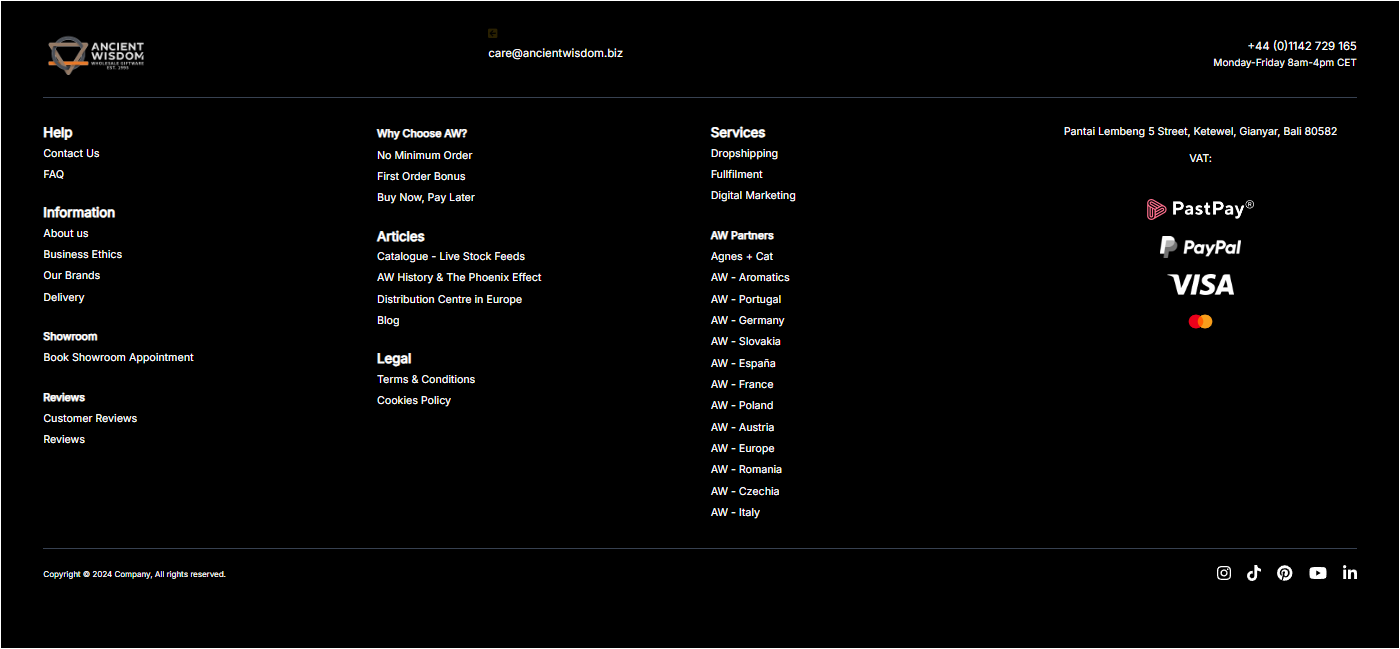 ANCIENT
WISDOM
WHOLESALE GIFTWARE
EST. 1995
care@ancientwisdom.biz
+44 (0)1142 729 165
Monday-Friday 8am-4pm CET
Help
Contact Us
FAQ
Information
About us
Business Ethics
Our Brands
Delivery
Showroom
Book Showroom Appointment
Reviews
Customer Reviews
Reviews
Why Choose AW?
No Minimum Order
First Order Bonus
Buy Now, Pay Later
Articles
Catalogue - Live Stock Feeds
AW History & The Phoenix Effect
Distribution Centre in Europe
Blog
Legal
Terms & Conditions
Cookies Policy
Services
Dropshipping
Fullfilment
Digital Marketing
AW Partners
Agnes + Cat
AW - Aromatics
AW - Portugal
AW - Germany
AW - Slovakia
AW - España
AW - France
AW - Poland
AW - Austria
AW - Europe
AW - Romania
AW - Czechia
AW - Italy
Pantai Lembeng 5 Street, Ketewel, Gianyar, Bali 80582
VAT:
PastPay®
PayPal
VISA
Copyright © 2024 Company, All rights reserved.